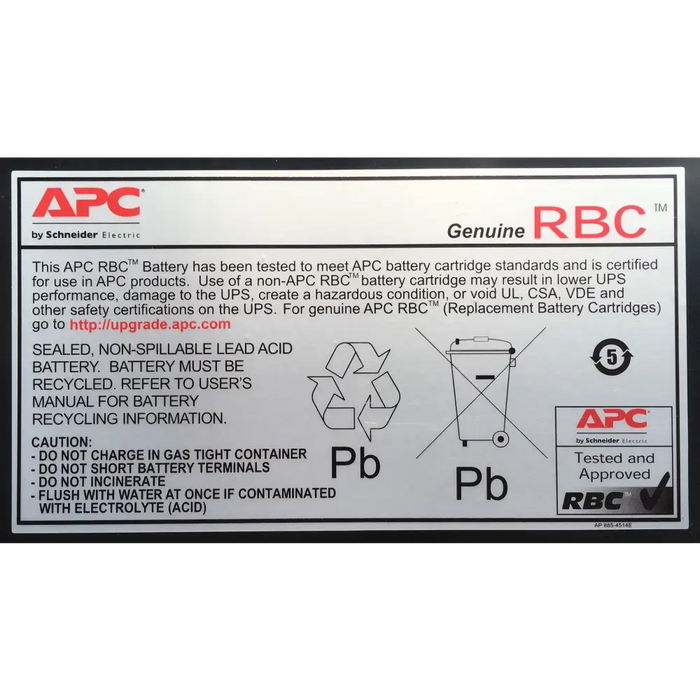 APC®
by Schneider Electric
Genuine RBC™
This APC RBC™ Battery has been tested to meet APC battery cartridge standards and is certified
for use in APC products. Use of a non-APC RBC™ battery cartridge may result in lower UPS
performance, damage to the UPS, create a hazardous condition, or void UL, CSA, VDE and
other safety certifications on the UPS. For genuine APC RBC™ (Replacement Battery Cartridges)
go to http://upgrade.apc.com
SEALED, NON-SPILLABLE LEAD ACID
BATTERY. BATTERY MUST BE
RECYCLED. REFER TO USER'S
MANUAL FOR BATTERY
RECYCLING INFORMATION.
CAUTION:
- DO NOT CHARGE IN GAS TIGHT CONTAINER
- DO NOT SHORT BATTERY TERMINALS
- DO NOT INCINERATE
- FLUSH WITH WATER AT ONCE IF CONTAMINATED
WITH ELECTROLYTE (ACID)
Pb
Pb
5
APC®
by Schneider Electric
Tested and
Approved
RBC™
AP 885-4514E